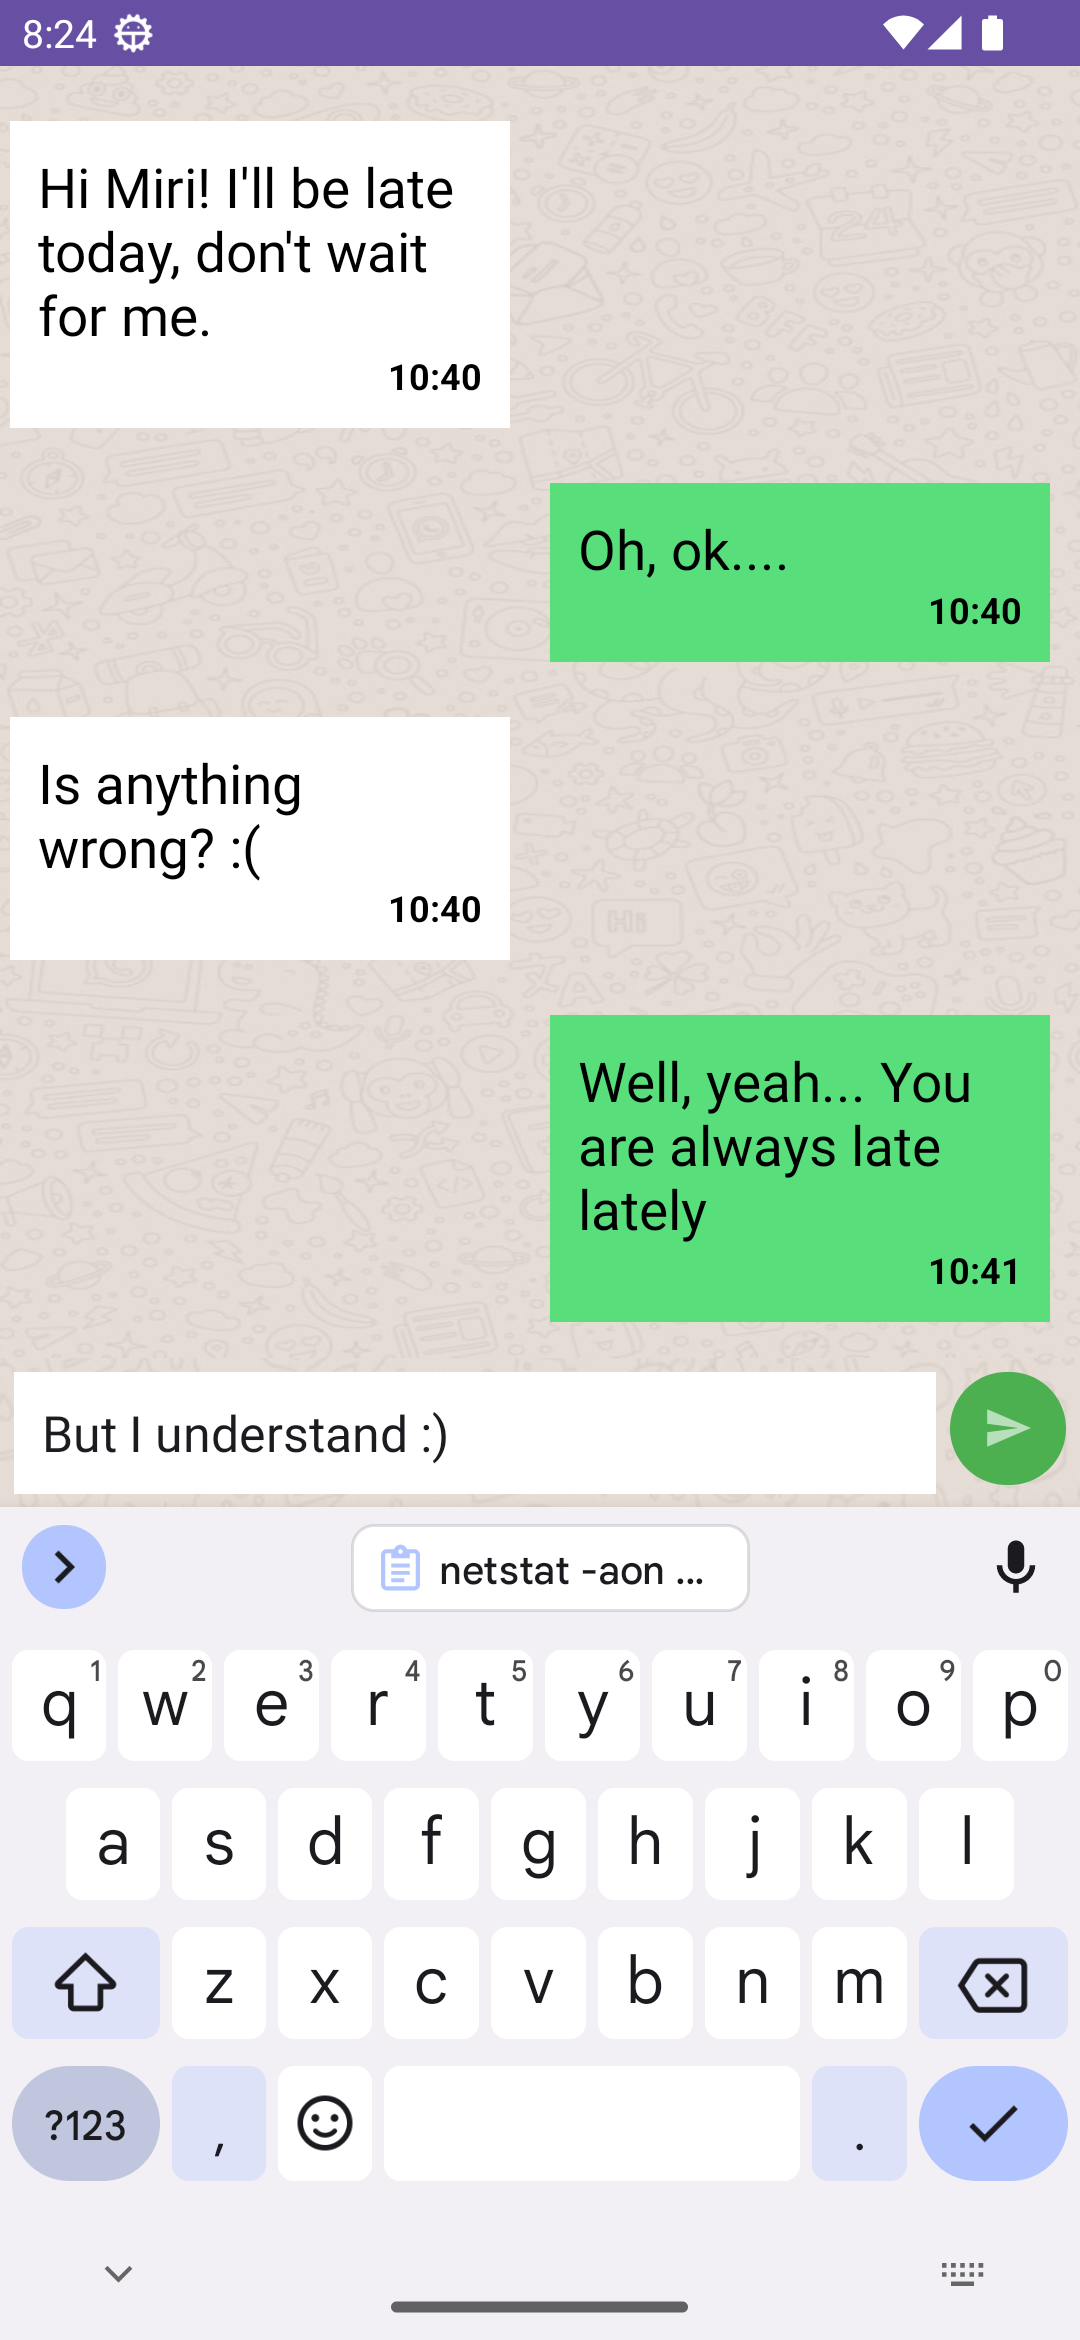 8:24
Hi Miri! I'll be late
today, don't wait
for me.
10:40
Oh, ok....
10:40
Is anything
wrong? :(
10:40
Well, yeah... You
are always late
lately
10:41
But I understand :)
netstat -aon ...
q1 w2 e3 r4 t5 y6 u7 i8 o9 p0
a s d f g h j k l
z x c v b n m
?123 , .